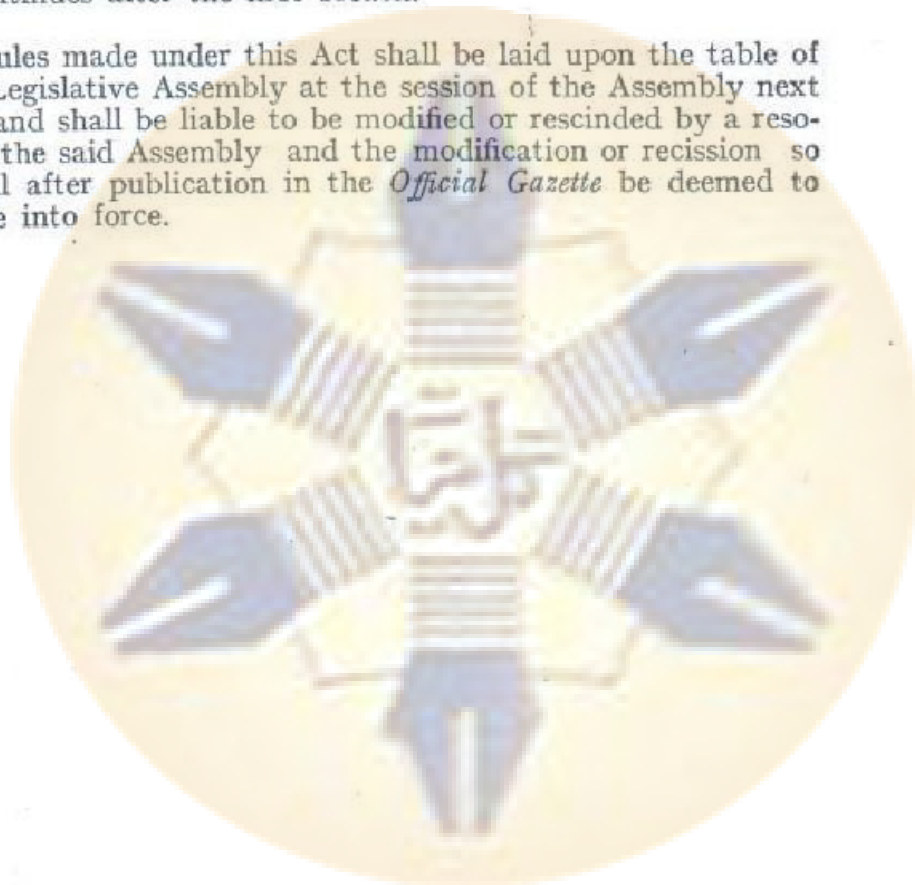 ules made under this Act shall be laid upon the table of
Legislative Assembly at the session of the Assembly next
and shall be liable to be modified or rescinded by a reso-
the said Assembly and the modification or recission so
l after publication in the Official Gazette be deemed to
e into force.